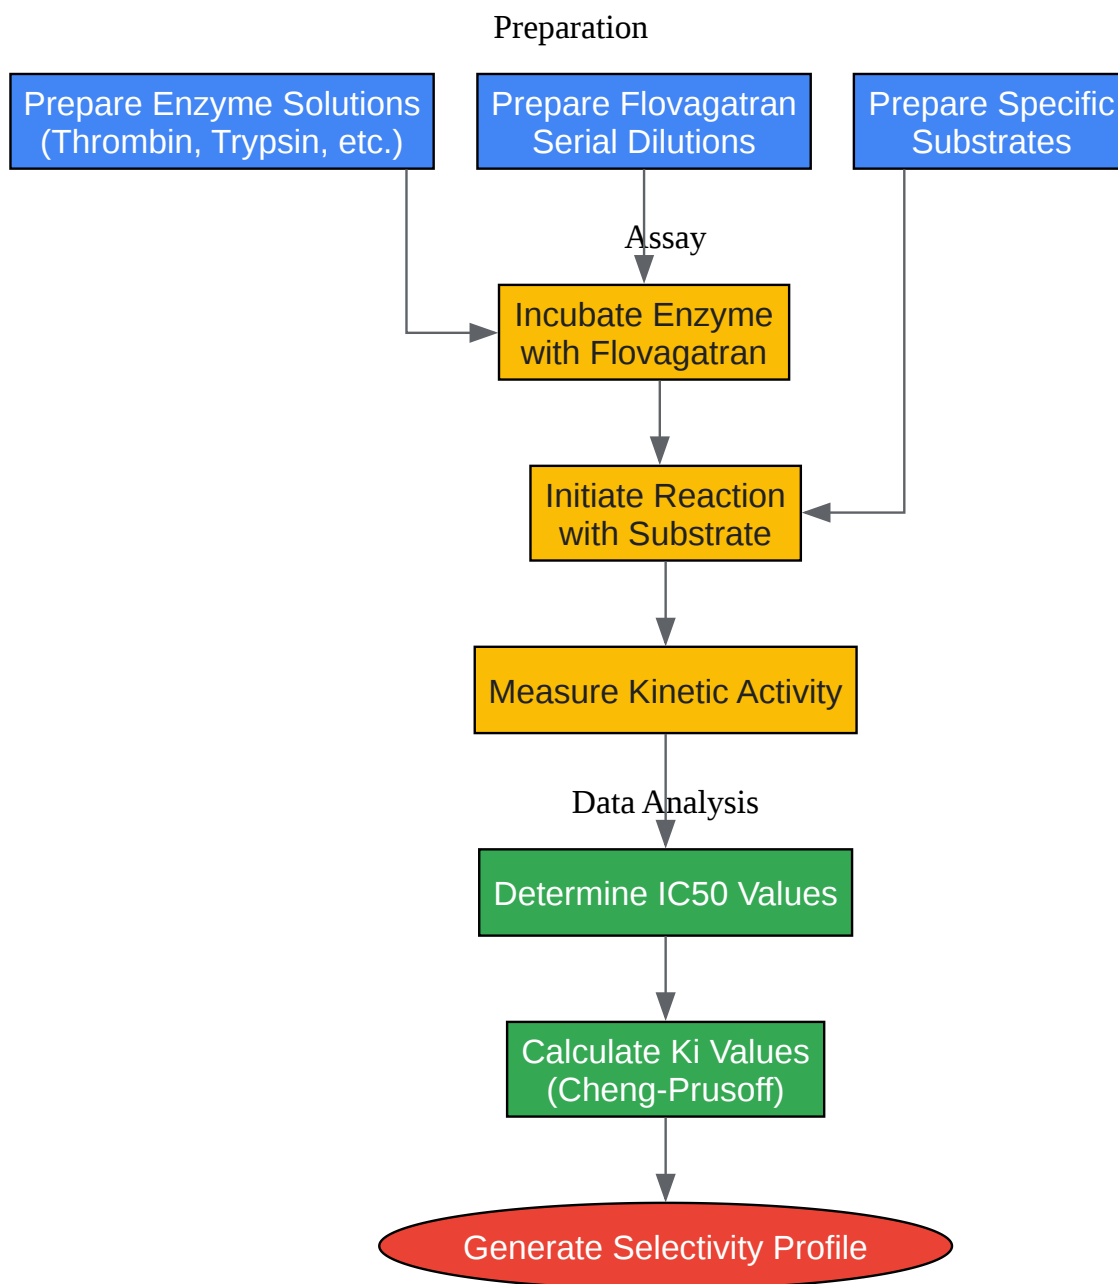 Preparation
Prepare Enzyme Solutions
(Thrombin, Trypsin, etc.)
Prepare Flovagatran
Serial Dilutions
Prepare Specific
Substrates
Assay
Incubate Enzyme
with Flovagatran
Initiate Reaction
with Substrate
Measure Kinetic Activity
Data Analysis
Determine IC50 Values
Calculate Ki Values
(Cheng-Prusoff)
Generate Selectivity Profile